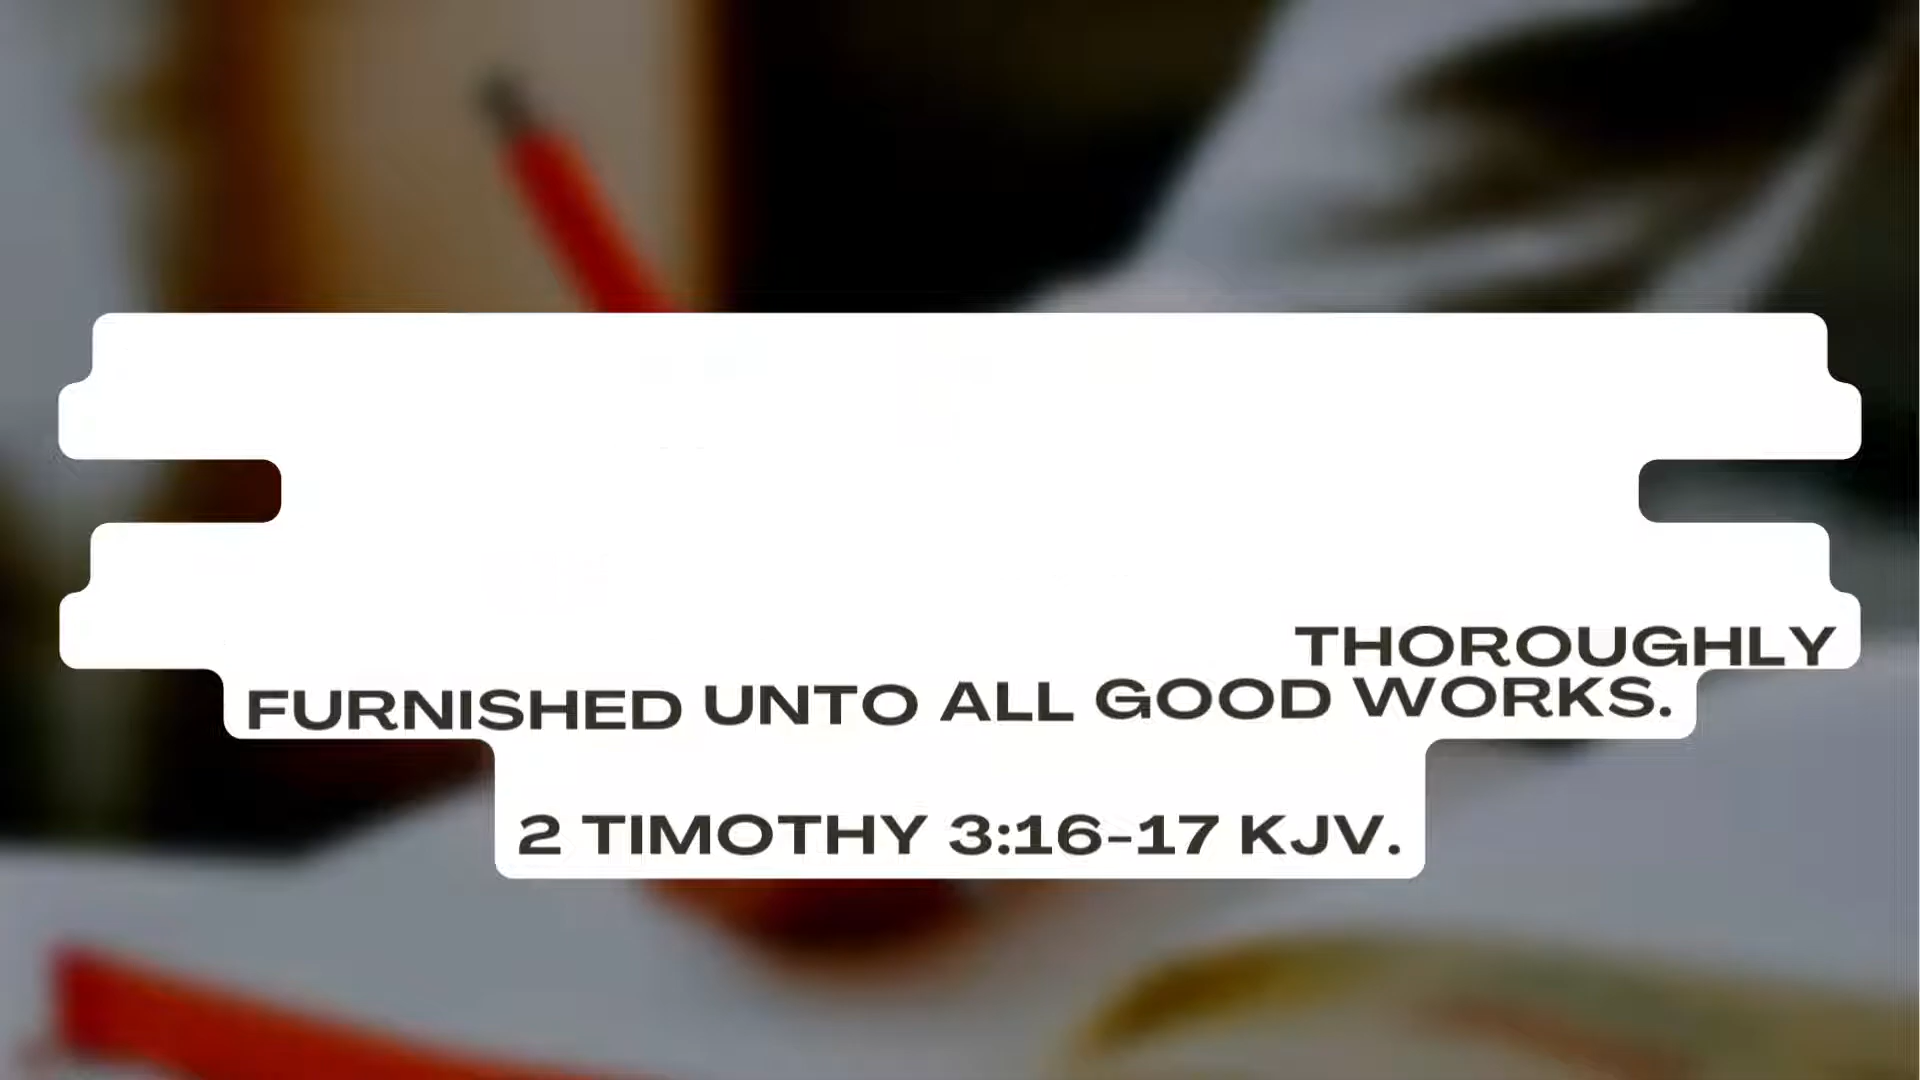 THOROUGHLY
FURNISHED UNTO ALL GOOD WORKS.
2 TIMOTHY 3:16-17 KJV.